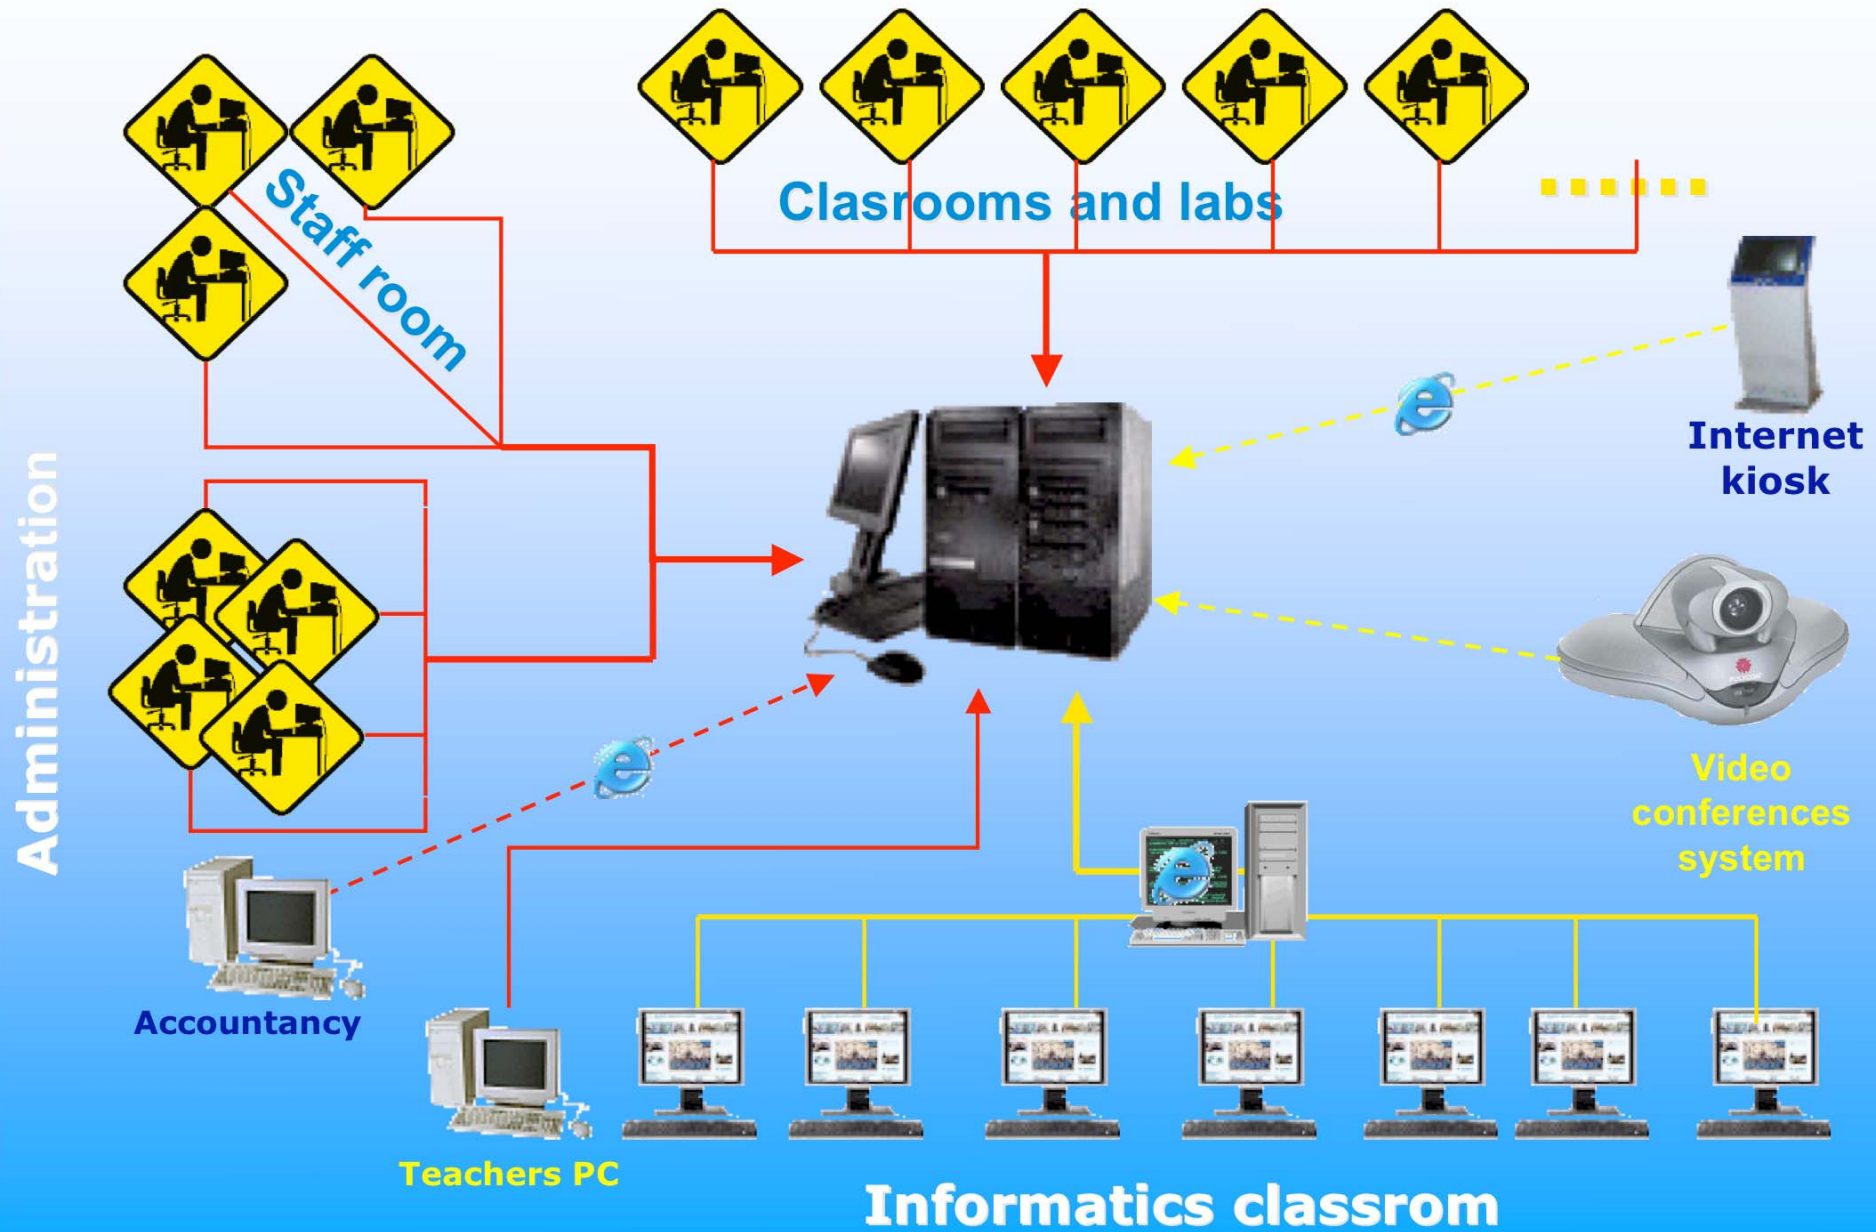 Staff room
Clasrooms and labs
Internet
kiosk
Administration
Video
conferences
system
Accountancy
Teachers PC
Informatics classrom